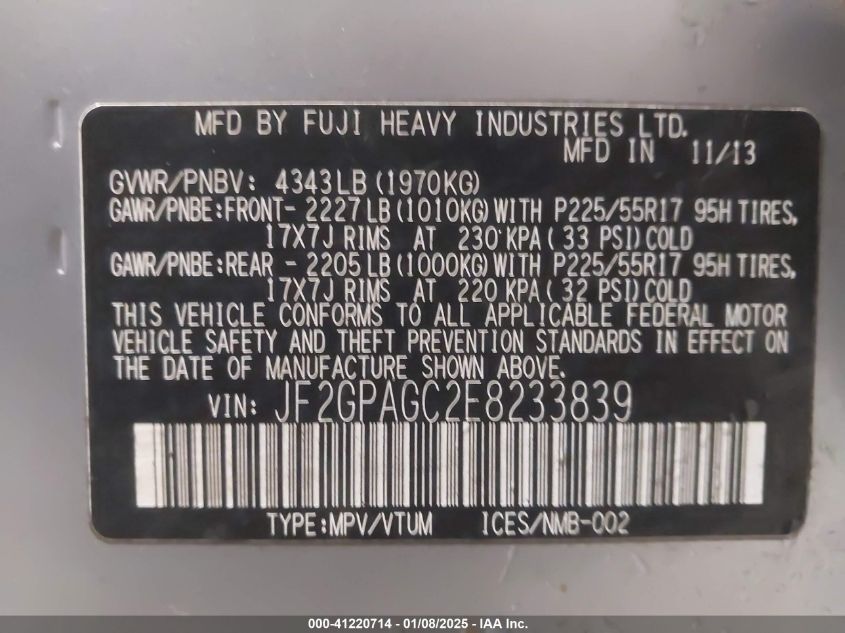 MFD BY FUJI HEAVY INDUSTRIES LTD.
MFD IN 11/13
GVWR/PNBV: 4343LB (1970KG)
GAWR/PNBE:FRONT- 2227LB (1010KG) WITH P225/55R17 95H TIRES,
17X7J RIMS AT 230 KPA ( 33 PSI) COLD
GAWR/PNBE:REAR - 2205LB (1000KG) WITH P225/55R17 95H TIRES,
17X7J RIMS AT 220 KPA ( 32 PSI) COLD
THIS VEHICLE CONFORMS TO ALL APPLICABLE FEDERAL MOTOR
VEHICLE SAFETY AND THEFT PREVENTION STANDARDS IN EFFECT ON
THE DATE OF MANUFACTURE SHOWN ABOVE.
VIN: JF2GPAGC2E8233839
TYPE:MPV/VTUM ICES/NMB-002
000-41220714 - 01/08/2025 - IAA Inc.